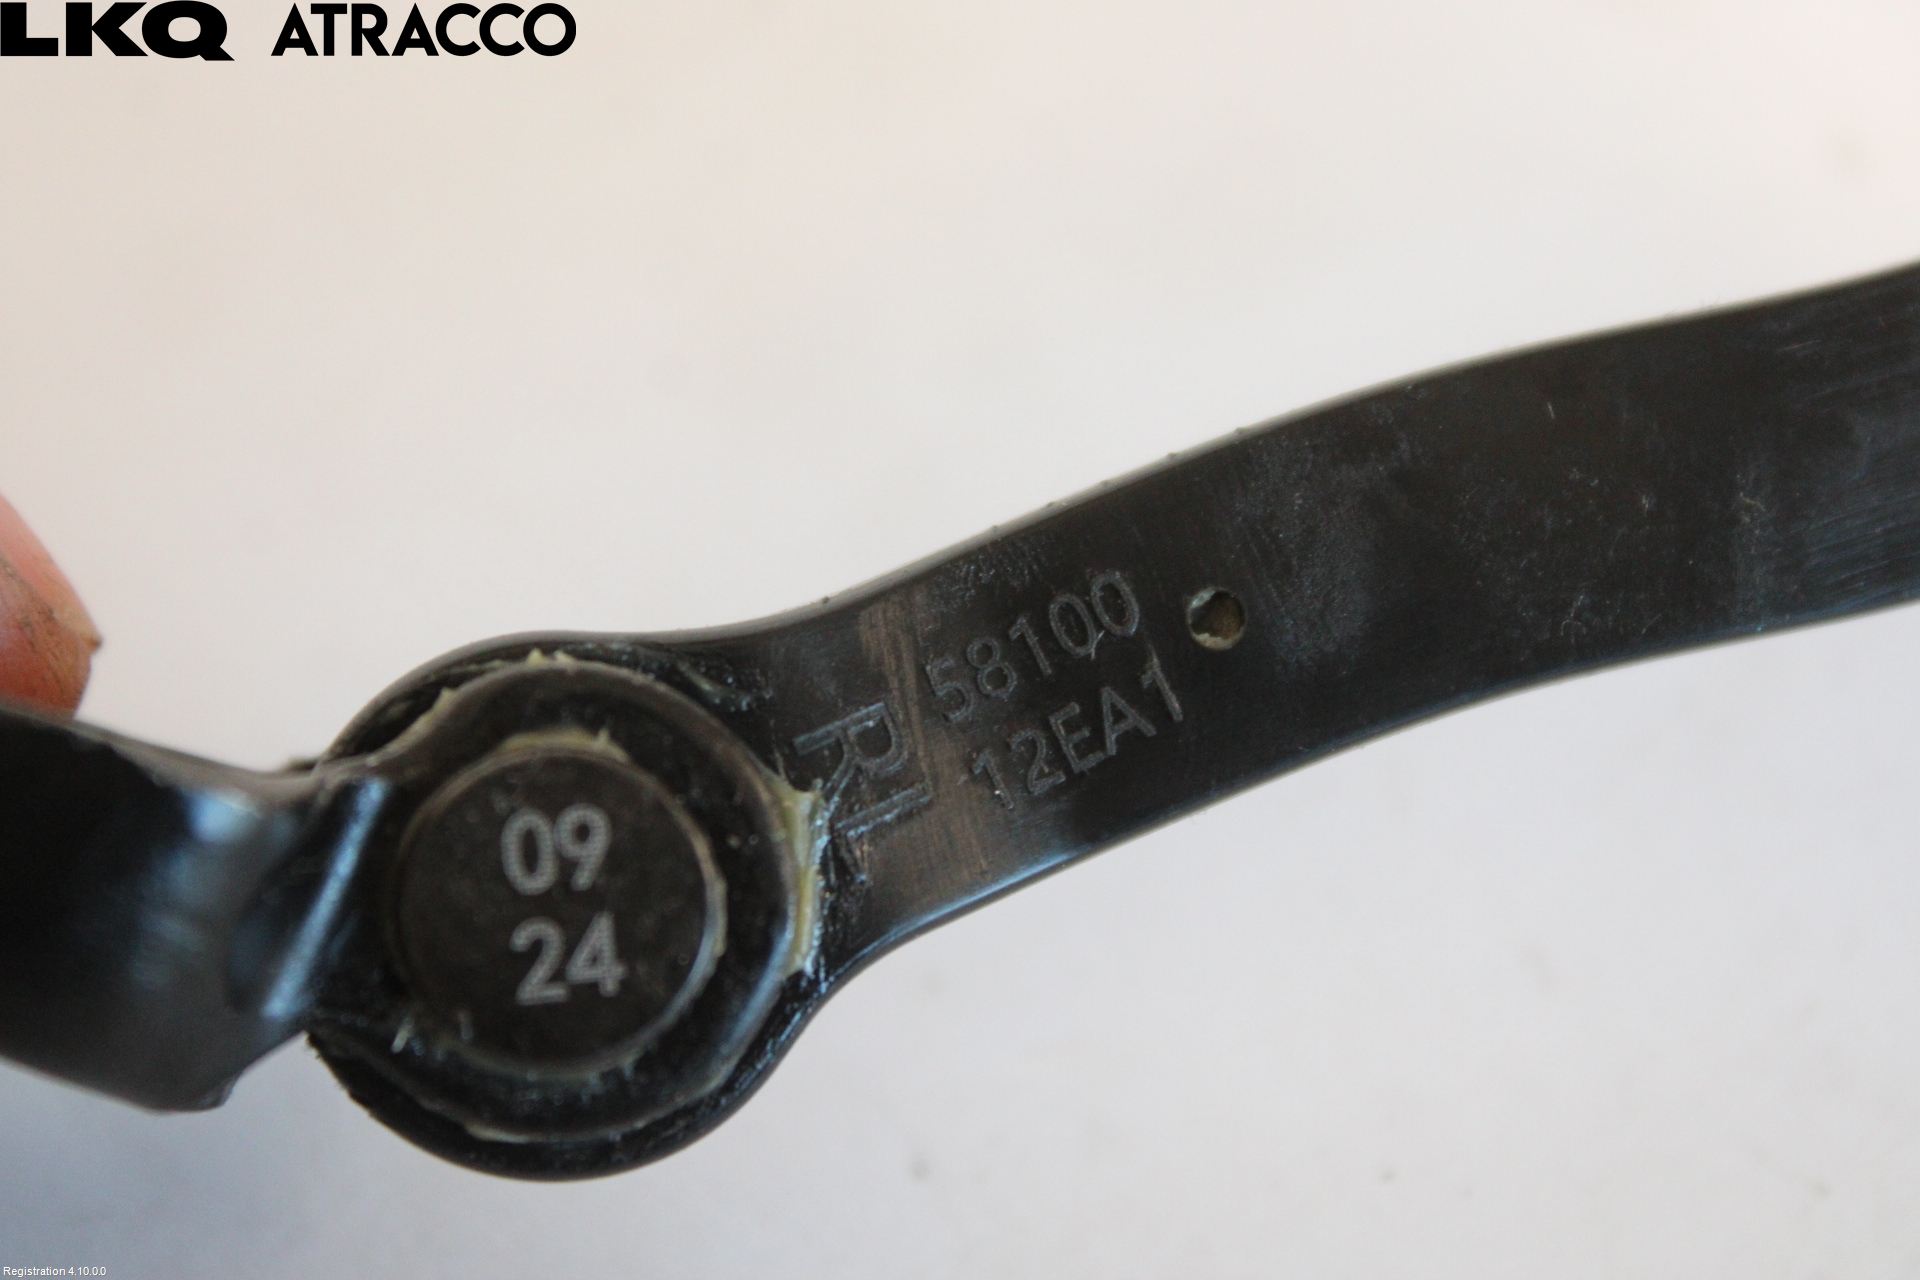 LKQ ATRACCO
58100
12EA1
RL
09
24
Registration 4.10.0.0